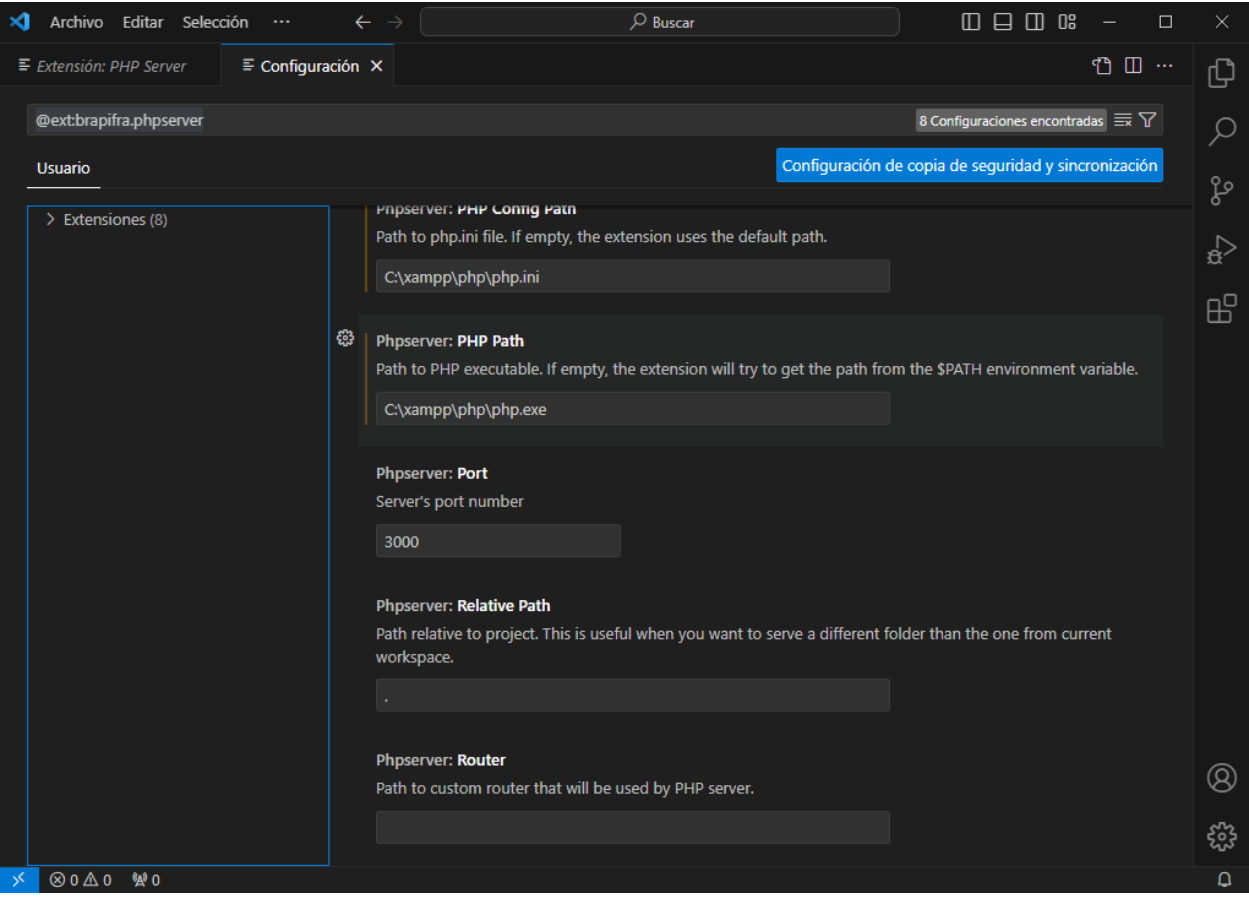 Archivo Editar Selección ··· Buscar
Extensión: PHP Server Configuración
@ext:brapifra.phpserver 8 Configuraciones encontradas
Usuario Configuración de copia de seguridad y sincronización
Extensiones (8)
Phpserver: PHP Config Path
Path to php.ini file. If empty, the extension uses the default path.
C:\xampp\php\php.ini
Phpserver: PHP Path
Path to PHP executable. If empty, the extension will try to get the path from the $PATH environment variable.
C:\xampp\php\php.exe
Phpserver: Port
Server's port number
3000
Phpserver: Relative Path
Path relative to project. This is useful when you want to serve a different folder than the one from current
workspace.
.
Phpserver: Router
Path to custom router that will be used by PHP server.
0 0 0